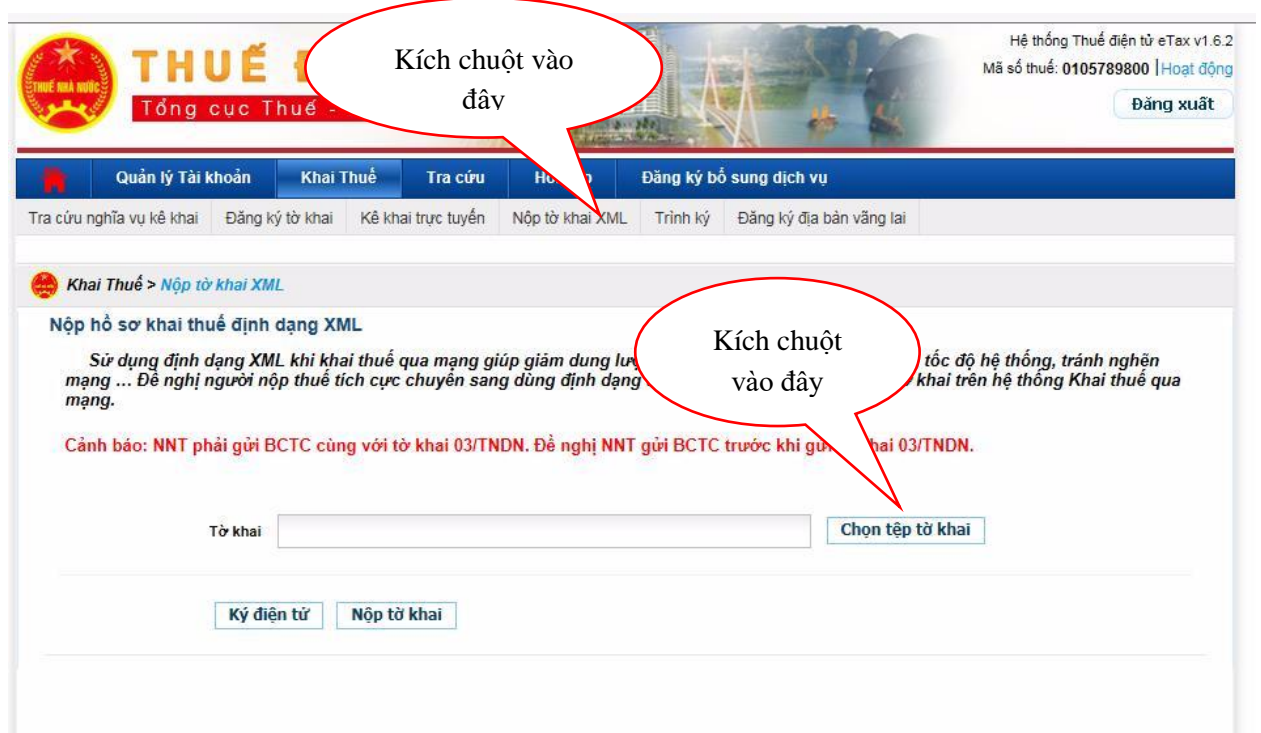 Hệ thống Thuế điện tử eTax v1.6.2
Mã số thuế: 0105789800 | Hoạt động
Đăng xuất
THUẾ NHÀ NƯỚC
THUẾ
Tổng cục Thuế -
Kích chuột vào
đây
Quản lý Tài khoản Khai Thuế Tra cứu Đăng ký bổ sung dịch vụ
Tra cứu nghĩa vụ kê khai Đăng ký tờ khai Kê khai trực tuyến Nộp tờ khai XML Trình ký Đăng ký địa bàn vãng lai
Khai Thuế > Nộp tờ khai XML
Nộp hồ sơ khai thuế định dạng XML
Sử dụng định dạng XML khi khai thuế qua mạng giúp giảm dung tốc độ hệ thống, tránh nghẽn
mạng ... Đề nghị người nộp thuế tích cực chuyển sang dùng định dạng khai trên hệ thống Khai thuế qua
mạng.
Kích chuột
vào đây
Cảnh báo: NNT phải gửi BCTC cùng với tờ khai 03/TNDN. Đề nghị NNT gửi BCTC trước khi khai 03/TNDN.
Tờ khai
Chọn tệp tờ khai
Ký điện tử
Nộp tờ khai